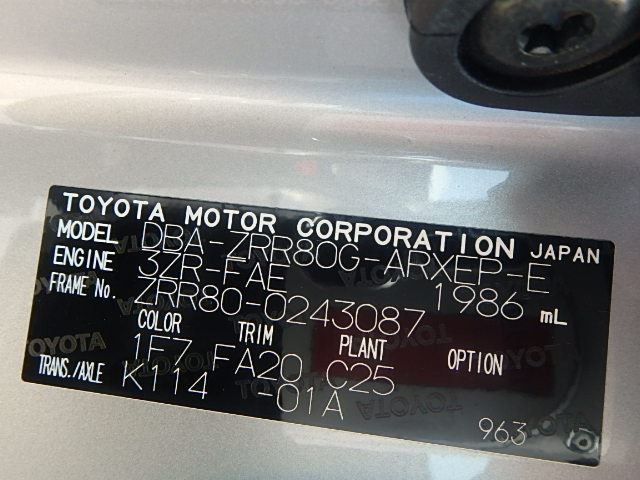 TOYOTA MOTOR CORPORATION JAPAN
MODEL DBA-ZRR80G-ARXEP-E
ENGINE 3ZR-FAE 1986 mL
FRAME No. ZRR80-0243087
COLOR TRIM PLANT OPTION
1F7 FA20 C25
TRANS./AXLE K114 -01A
963
TOYOTA